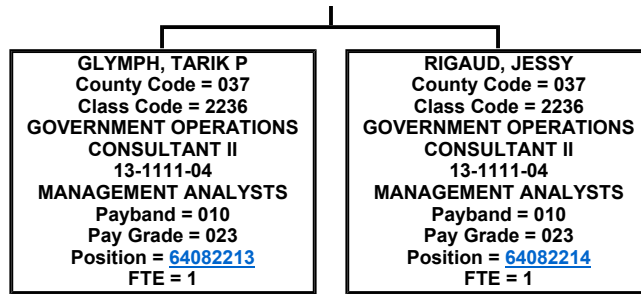 GLYMPH, TARIK P
County Code = 037
Class Code = 2236
GOVERNMENT OPERATIONS
CONSULTANT II
13-1111-04
MANAGEMENT ANALYSTS
Payband = 010
Pay Grade = 023
Position = 64082213
FTE = 1
RIGAUD, JESSY
County Code = 037
Class Code = 2236
GOVERNMENT OPERATIONS
CONSULTANT II
13-1111-04
MANAGEMENT ANALYSTS
Payband = 010
Pay Grade = 023
Position = 64082214
FTE = 1